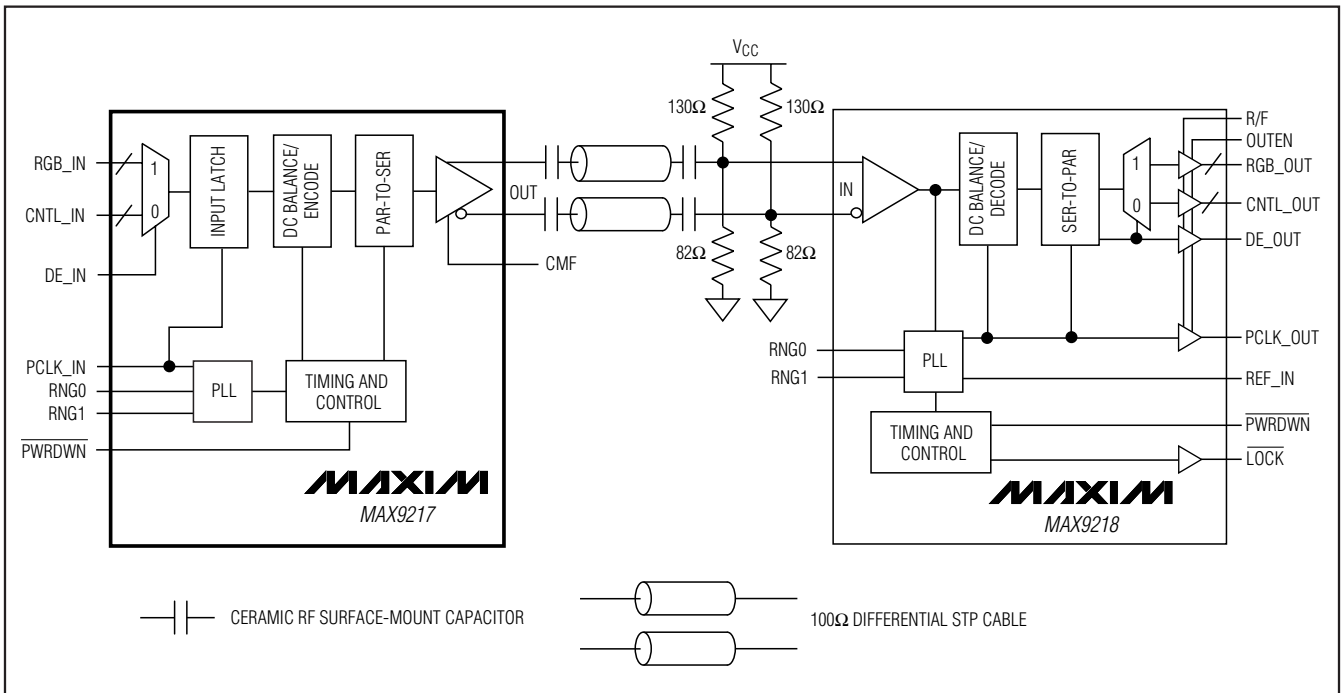 VCC
130Ω 130Ω
RGB_IN
CNTL_IN
DE_IN
PCLK_IN
RNG0
RNG1
PWRDWN
1
0
INPUT LATCH
DC BALANCE/
ENCODE
PAR-TO-SER
PLL
TIMING AND
CONTROL
OUT
CMF
MAXIM
MAX9217
82Ω 82Ω
IN
RNG0
RNG1
DC BALANCE/
DECODE
SER-TO-PAR
1
0
PLL
TIMING AND
CONTROL
R/F
OUTEN
RGB_OUT
CNTL_OUT
DE_OUT
PCLK_OUT
REF_IN
PWRDWN
LOCK
MAXIM
MAX9218
CERAMIC RF SURFACE-MOUNT CAPACITOR
100Ω DIFFERENTIAL STP CABLE